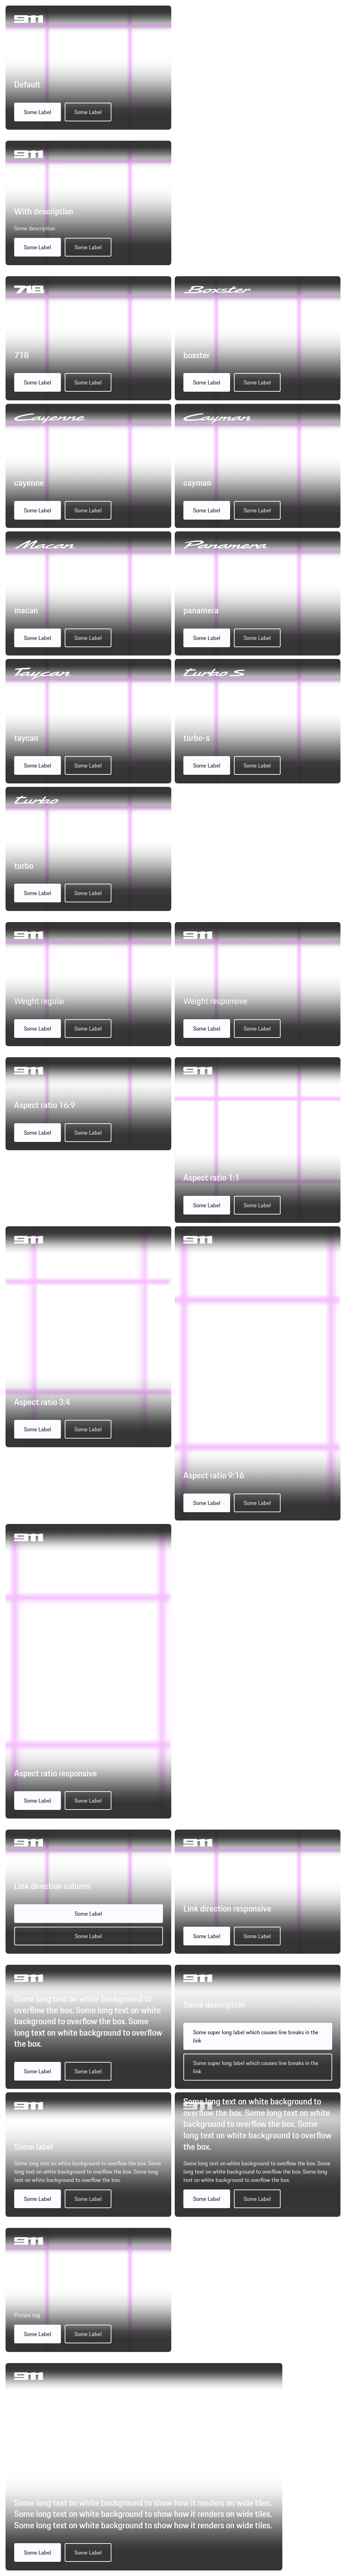 911
Default
Some Label Some Label
911
With description
Some description
Some Label Some Label
718
718
Some Label Some Label
Boxster
boxster
Some Label Some Label
Cayenne
cayenne
Some Label Some Label
Cayman
cayman
Some Label Some Label
Macan
macan
Some Label Some Label
Panamera
panamera
Some Label Some Label
Taycan
taycan
Some Label Some Label
turbo S
turbo-s
Some Label Some Label
turbo
turbo
Some Label Some Label
911
Weight regular
Some Label Some Label
911
Weight responsive
Some Label Some Label
911
Aspect ratio 16:9
Some Label Some Label
911
Aspect ratio 1:1
Some Label Some Label
911
Aspect ratio 3:4
Some Label Some Label
911
Aspect ratio 9:16
Some Label Some Label
911
Aspect ratio responsive
Some Label Some Label
911
Link direction column
Some Label
Some Label
911
Link direction responsive
Some Label Some Label
911
Some long text on white background to
overflow the box. Some long text on white
background to overflow the box. Some
long text on white background to overflow
the box.
Some Label Some Label
911
Some description
Some super long label which causes line breaks in the
link
Some super long label which causes line breaks in the
link
911
Some label
Some long text on white background to overflow the box. Some long
text on white background to overflow the box. Some long
text on white background to overflow the box.
Some Label Some Label
911
Some long text on white background to
overflow the box. Some long text on white
background to overflow the box. Some
long text on white background to overflow
the box.
Some long text on white background to overflow the box. Some long
text on white background to overflow the box. Some long
text on white background to overflow the box.
Some Label Some Label
911
Picture tag
Some Label Some Label
911
Some long text on white background to show how it renders on wide tiles.
Some long text on white background to show how it renders on wide tiles.
Some long text on white background to show how it renders on wide tiles.
Some Label Some Label